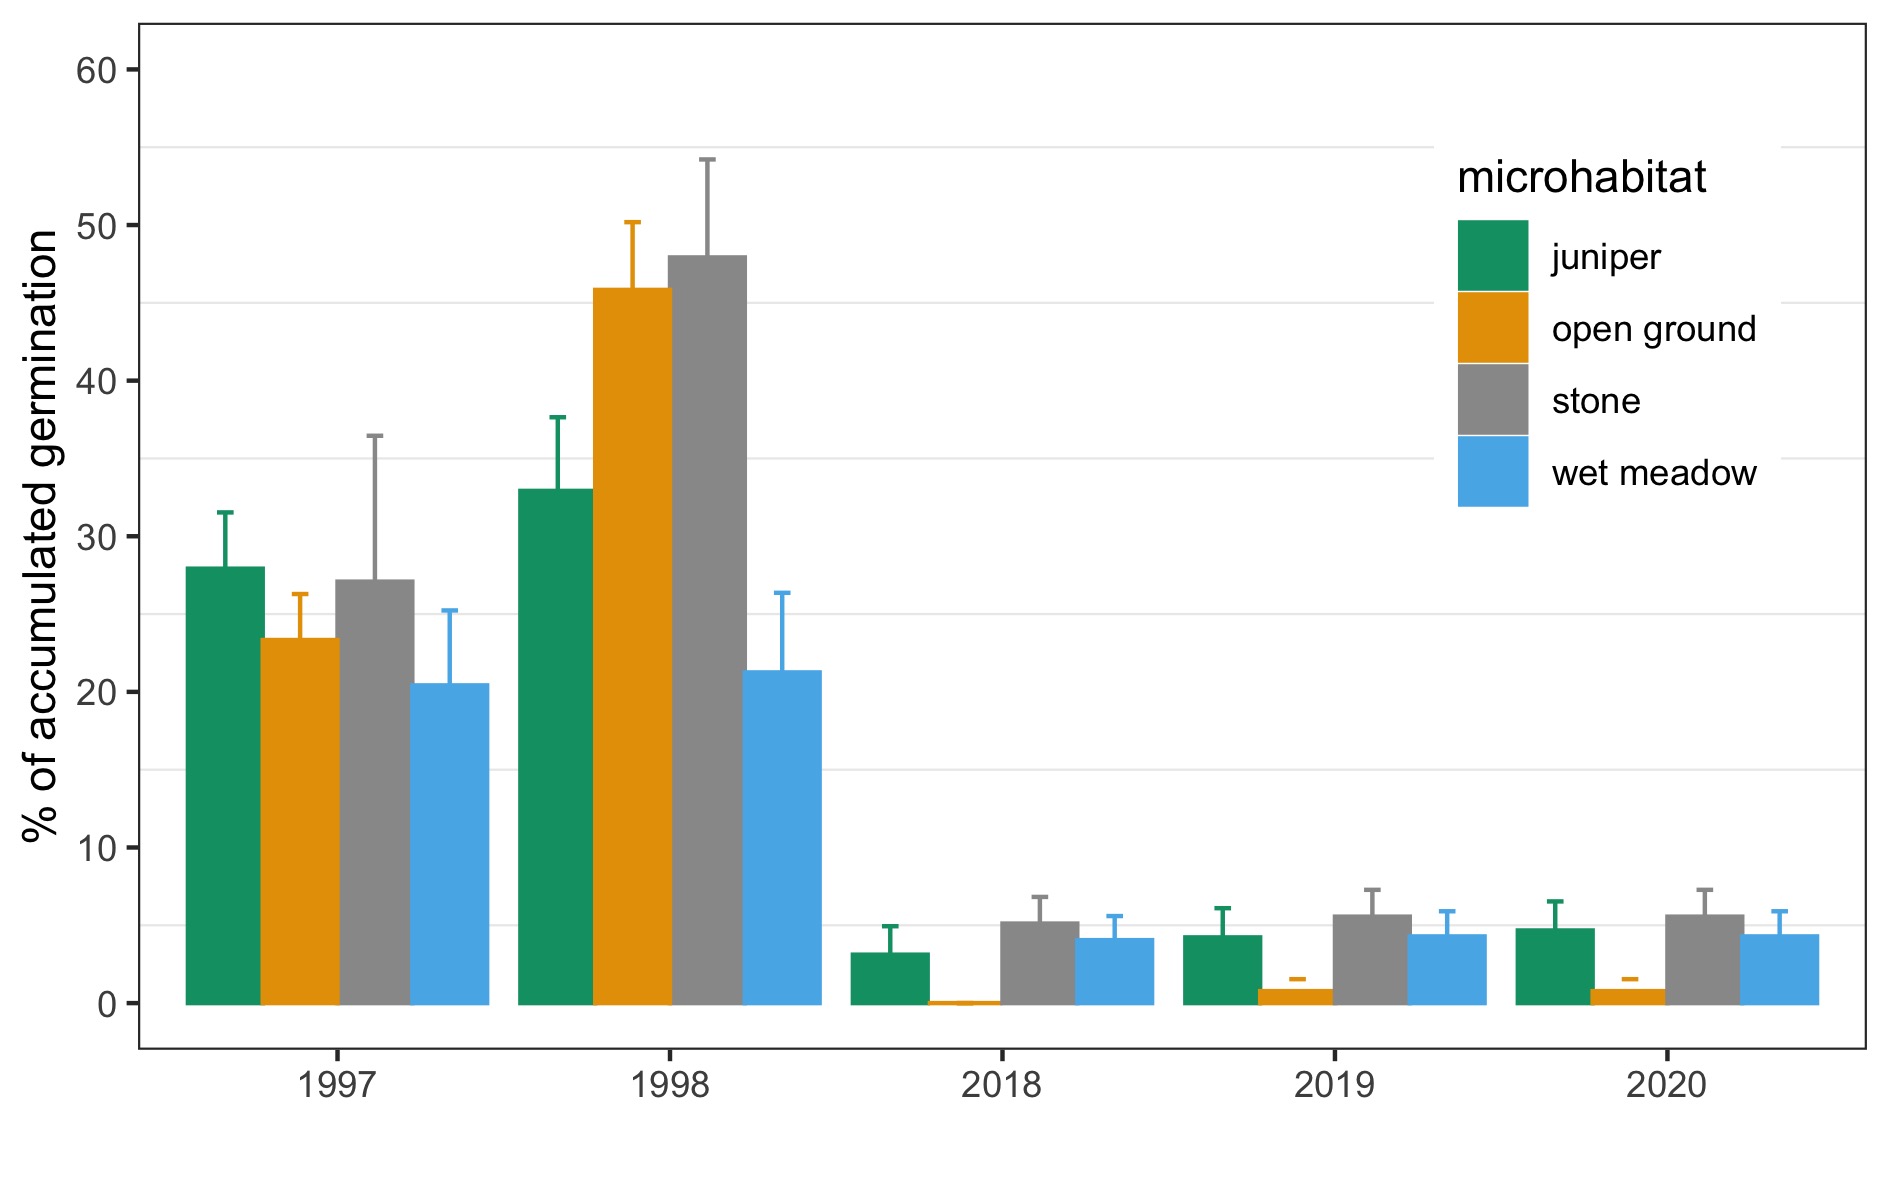 % of accumulated germination
60
50
40
30
20
10
0
microhabitat
juniper
open ground
stone
wet meadow
1997
1998
2018
2019
2020